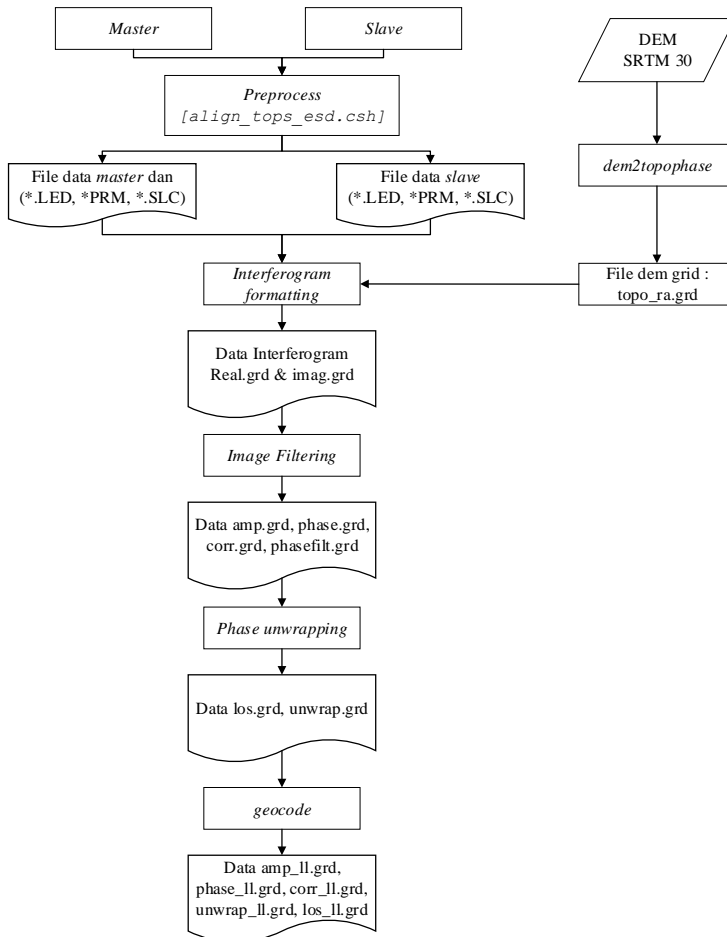 Master
Slave
DEM
SRTM 30
Preprocess
[align_tops_esd.csh]
File data master dan
(*.LED, *PRM, *.SLC)
File data slave
(*.LED, *PRM, *.SLC)
dem2topophase
Interferogram
formatting
File dem grid :
topo_ra.grd
Data Interferogram
Real.grd & imag.grd
Image Filtering
Data amp.grd, phase.grd,
corr.grd, phasefilt.grd
Phase unwrapping
Data los.grd, unwrap.grd
geocode
Data amp_ll.grd,
phase_ll.grd, corr_ll.grd,
unwrap_ll.grd, los_ll.grd